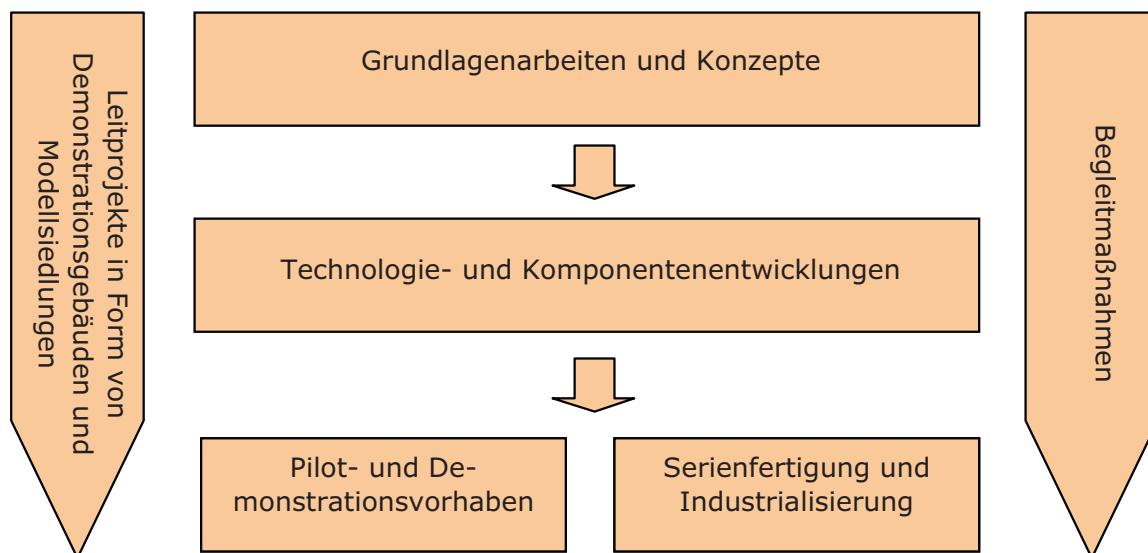 Leitprojekte in Form von
Demonstrationsgebäuden und
Modellsiedlungen
Grundlagenarbeiten und Konzepte
Technologie- und Komponentenentwicklungen
Pilot- und De-
monstrationsvorhaben
Serienfertigung und
Industrialisierung
Begleitmaßnahmen